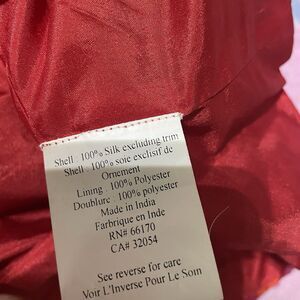 Shell : 100% Silk excluding trim
Shell : 100% soie exclisif de
Ornement
Lining : 100% Polyester
Doublure : 100% polyester
Made in India
Farbrique en Inde
RN# 66170
CA# 32054
See reverse for care
Voir L'Inverse Pour Le Soin